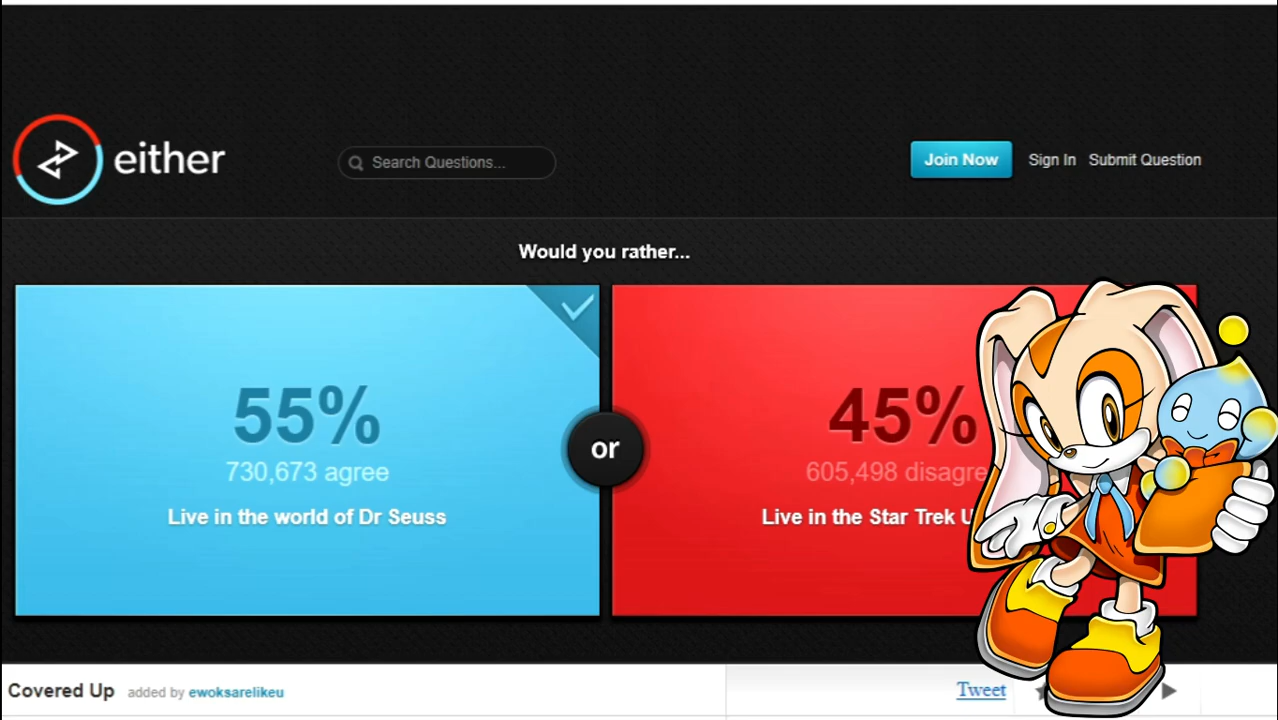 either
Search Questions...
Join Now Sign In Submit Question
Would you rather...
55%
730,673 agree
Live in the world of Dr Seuss
or
45%
605,498
Live in the Star Trek
Covered Up added by ewoksarelikeu
Tweet